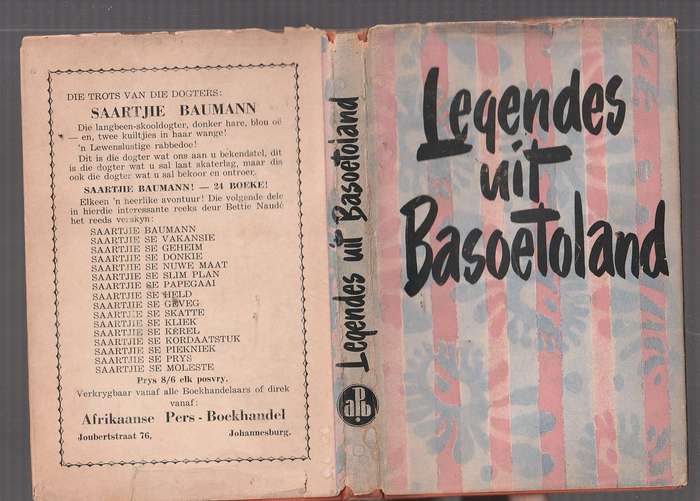 DIE TROTS VAN DIE DOGTERS:
SAARTJIE BAUMANN
Die langbeen-skooldogter, donker hare, blou oë
— en, twee kuiltjies in haar wange!
'n Lewenslustige rabbedoe!
Dit is die dogter wat ons aan u bekendstel, dit
is die dogter wat u sal laat skaterlag, maar dis
ook die dogter wat u sal bekoor en ontroer.
SAARTJIE BAUMANN! — 24 BOEKE!
Elkeen 'n heerlike avontuur! Die volgende dele
in hierdie interessante reeks deur Bettie Naudé
het reeds verskyn:
SAARTJIE BAUMANN
SAARTJIE SE VAKANSIE
SAARTJIE SE GEHEIM
SAARTJIE SE DONKIE
SAARTJIE SE NUWE MAAT
SAARTJIE SE SLIM PLAN
SAARTJIE SE PAPEGAAI
SAARTJIE SE HELD
SAARTJIE SE GEVEG
SAARTJIE SE SKATTE
SAARTJIE SE KLIEK
SAARTJIE SE KEREL
SAARTJIE SE KORDAATSTUK
SAARTJIE SE PIEKNIEK
SAARTJIE SE PRYS
SAARTJIE SE MOLESTE
Prys 8/6 elk posvry.
Verkrygbaar vanaf alle Boekhandelaars of direk
vanaf:
Afrikaanse Pers-Boekhandel
Joubertstraat 76, Johannesburg.
Legendes uit Basoetoland
a.P.B
Legendes
uit
Basoetoland